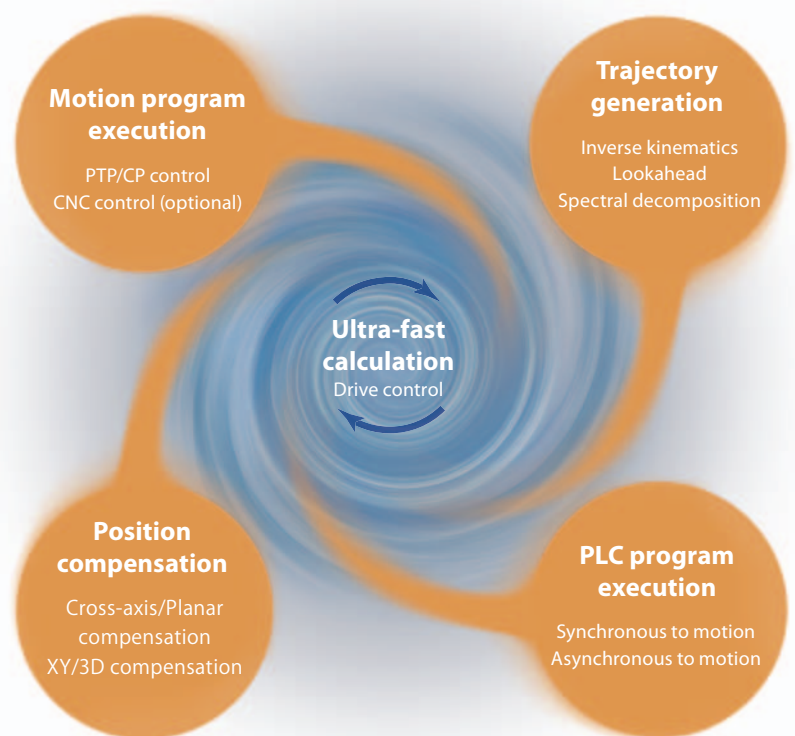 Motion program
execution
PTP/CP control
CNC control (optional)
Trajectory
generation
Inverse kinematics
Lookahead
Spectral decomposition
Ultra-fast
calculation
Drive control
Position
compensation
Cross-axis/Planar
compensation
XY/3D compensation
PLC program
execution
Synchronous to motion
Asynchronous to motion